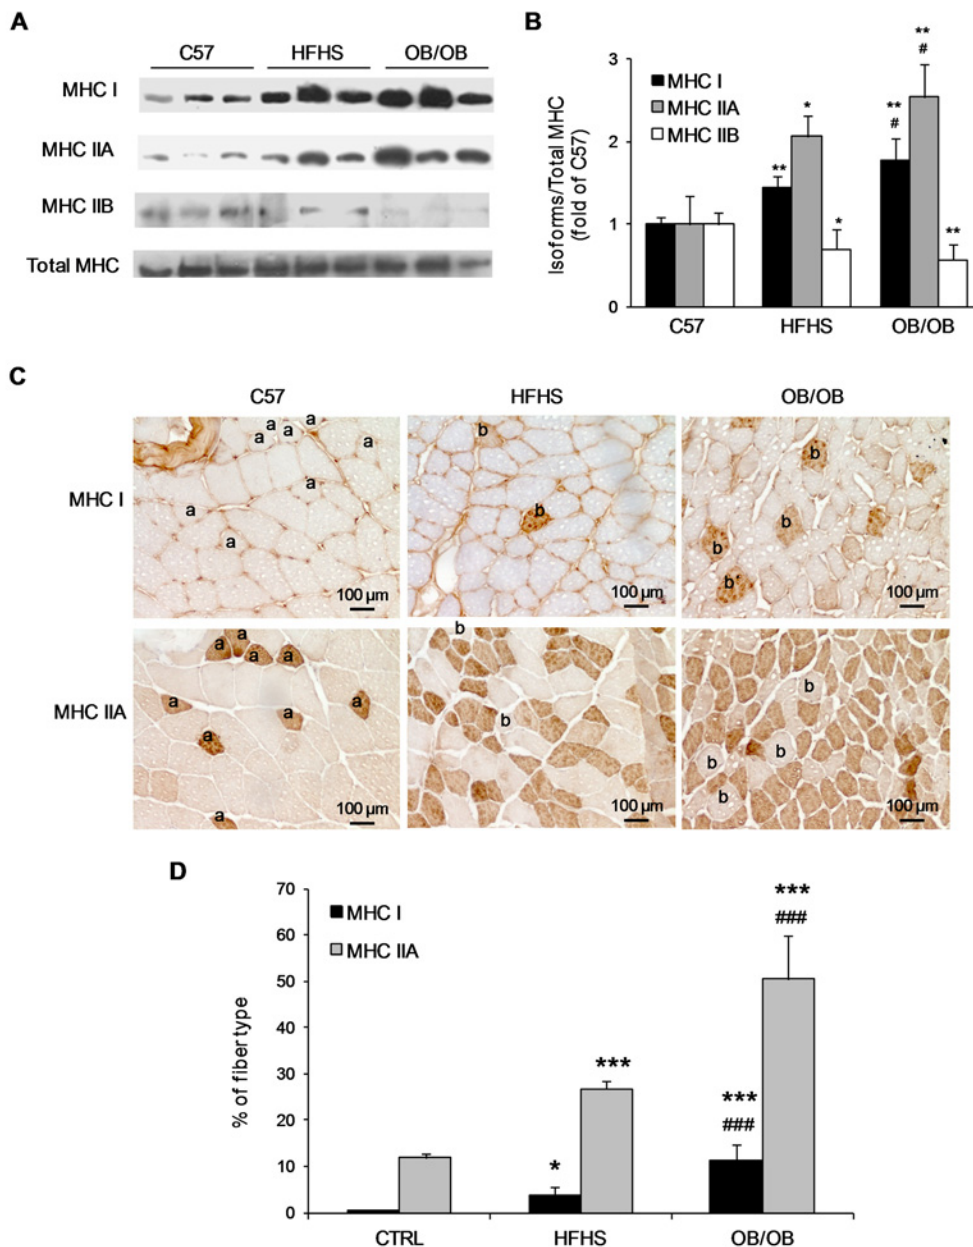 A
C57 HFHS OB/OB
MHC I
MHC IIA
MHC IIB
Total MHC
B
Isoforms/Total MHC
(fold of C57)
3
2
1
0
MHC I
MHC IIA
MHC IIB
**
*
*
**
#
**
#
**
C57 HFHS OB/OB
C
C57 HFHS OB/OB
MHC I
a a a a a a a a
100 µm
b b
100 µm
b b b b
100 µm
MHC IIA
a a a a a a a a
100 µm
b b
100 µm
b b b b
100 µm
D
% of fibertype
70
60
50
40
30
20
10
0
MHC I
MHC IIA
*
***
***
###
***
###
CTRL HFHS OB/OB